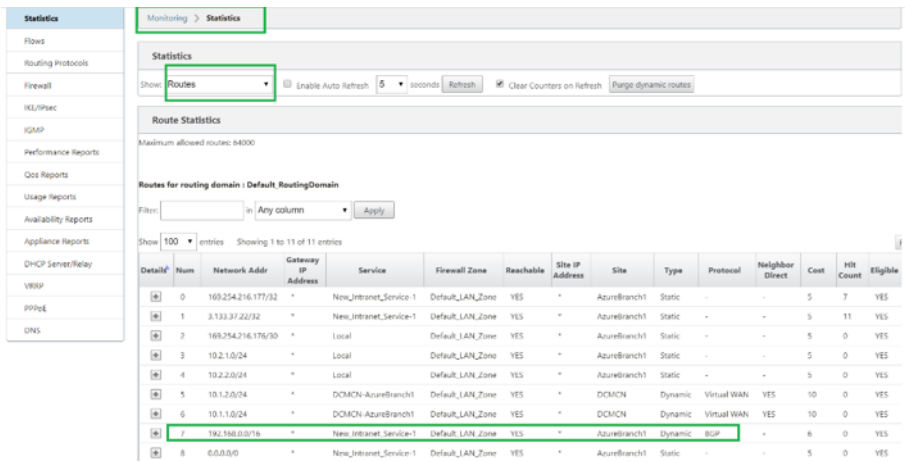 Statistics
Flows
Routing Protocols
Firewall
IKE/IPsec
IGMP
Performance Reports
Qos Reports
Usage Reports
Availability Reports
Appliance Reports
DHCP Server/Relay
VRRP
PPPoE
DNS
Monitoring > Statistics
Statistics
Show: Routes Enable Auto Refresh 5 seconds Refresh Clear Counters on Refresh Purge dynamic routes
Route Statistics
Maximum allowed routes: 64000
Routes for routing domain : Default_RoutingDomain
Filter: in Any column Apply
Show 100 entries Showing 1 to 11 of 11 entries
Details Num Network Addr Gateway IP Address Service Firewall Zone Reachable Site IP Address Site Type Protocol Neighbor Direct Cost Hit Count Eligible
+ 0 169.254.216.177/32 * New_Intranet_Service-1 Default_LAN_Zone YES * AzureBranch1 Static - - 5 7 YES
+ 1 3.133.37.22/32 * New_Intranet_Service-1 Default_LAN_Zone YES * AzureBranch1 Static - - 5 11 YES
+ 2 169.254.216.176/30 * Local Default_LAN_Zone YES * AzureBranch1 Static - - 5 0 YES
+ 3 10.2.1.0/24 * Local Default_LAN_Zone YES * AzureBranch1 Static - - 5 0 YES
+ 4 10.2.2.0/24 * Local Default_LAN_Zone YES * AzureBranch1 Static - - 5 0 YES
+ 5 10.1.2.0/24 * DCMCN-AzureBranch1 Default_LAN_Zone YES * DCMCN Dynamic Virtual WAN YES 10 0 YES
+ 6 10.1.1.0/24 * DCMCN-AzureBranch1 Default_LAN_Zone YES * DCMCN Dynamic Virtual WAN YES 10 0 YES
+ 7 192.168.0.0/16 * New_Intranet_Service-1 Default_LAN_Zone YES * AzureBranch1 Dynamic BGP - 6 0 YES
+ 8 0.0.0.0/0 * New_Intranet_Service-1 Default_LAN_Zone YES * AzureBranch1 Static - - 5 0 YES